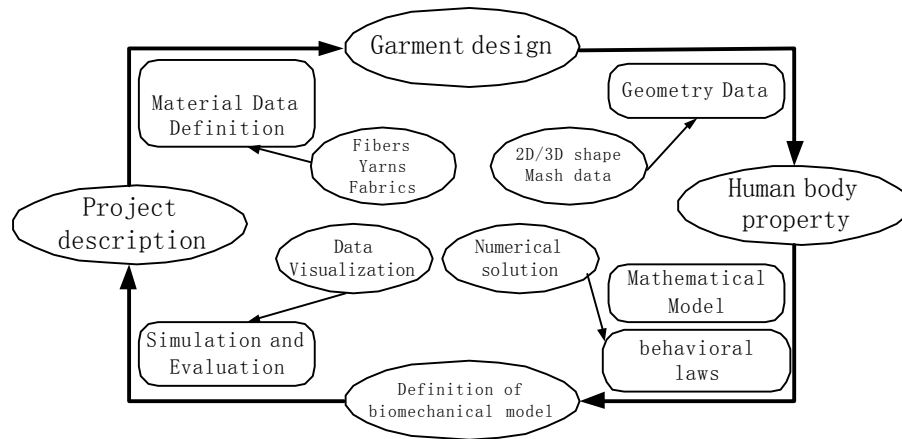 Garment design
Material Data
Definition
Geometry Data
Fibers
Yarns
Fabrics
2D/3D shape
Mash data
Human body
property
Project
description
Data
Visualization
Numerical
solution
Mathematical
Model
Simulation and
Evaluation
behavioral
laws
Definition of
biomechanical model